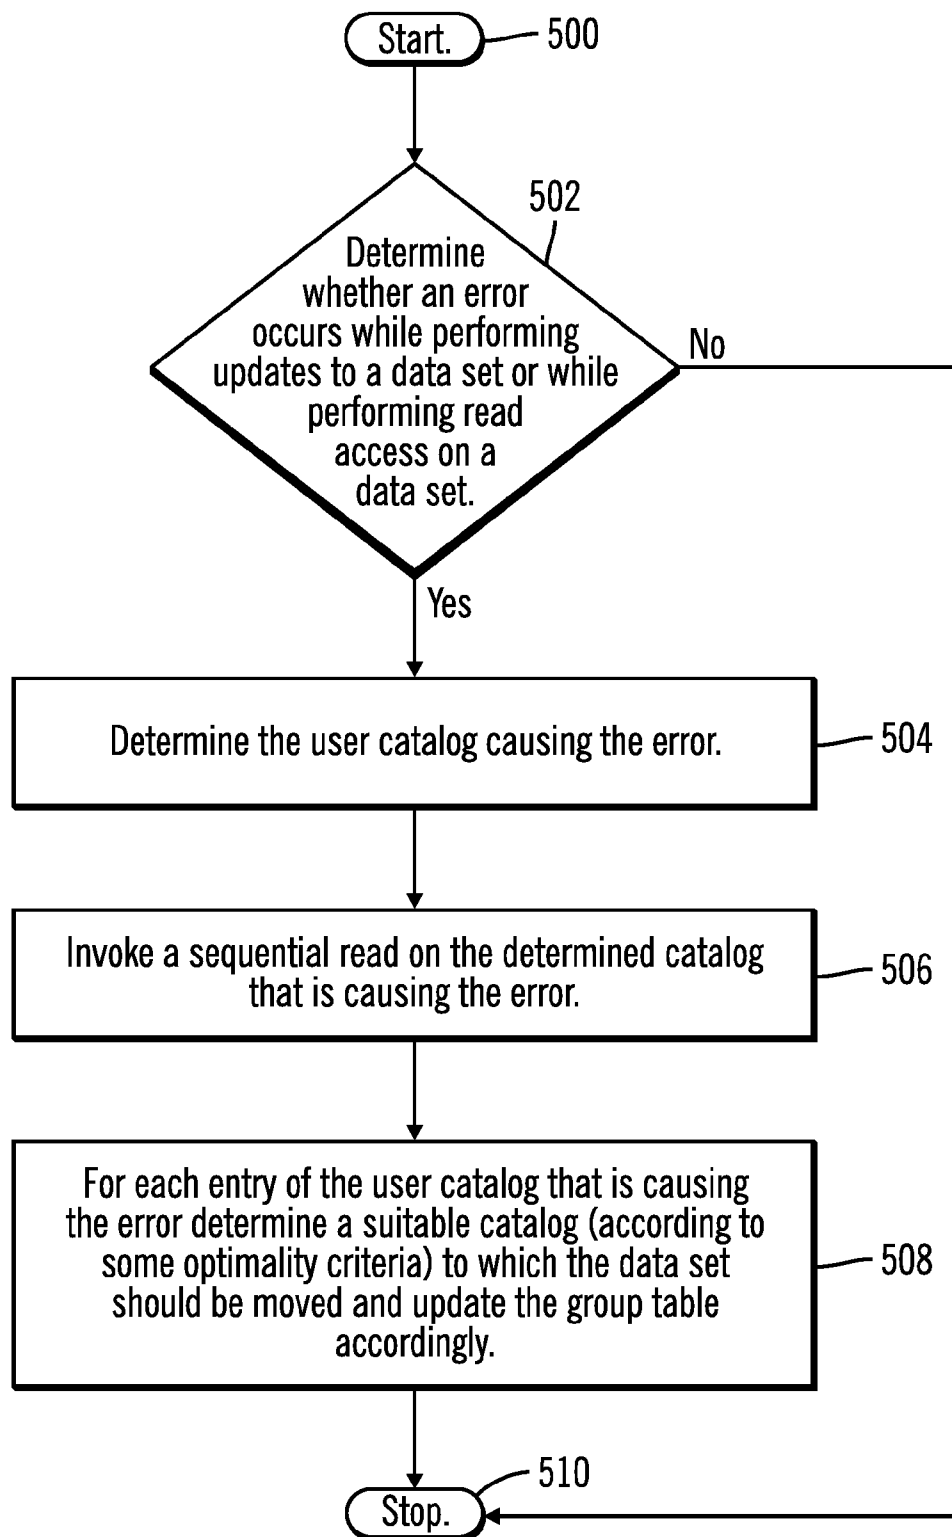 Start.
500
502
Determine
whether an error
occurs while performing
updates to a data set or while
performing read
access on a
data set.
No
Yes
Determine the user catalog causing the error.
504
Invoke a sequential read on the determined catalog
that is causing the error.
506
For each entry of the user catalog that is causing
the error determine a suitable catalog (according to
some optimality criteria) to which the data set
should be moved and update the group table
accordingly.
508
510
Stop.